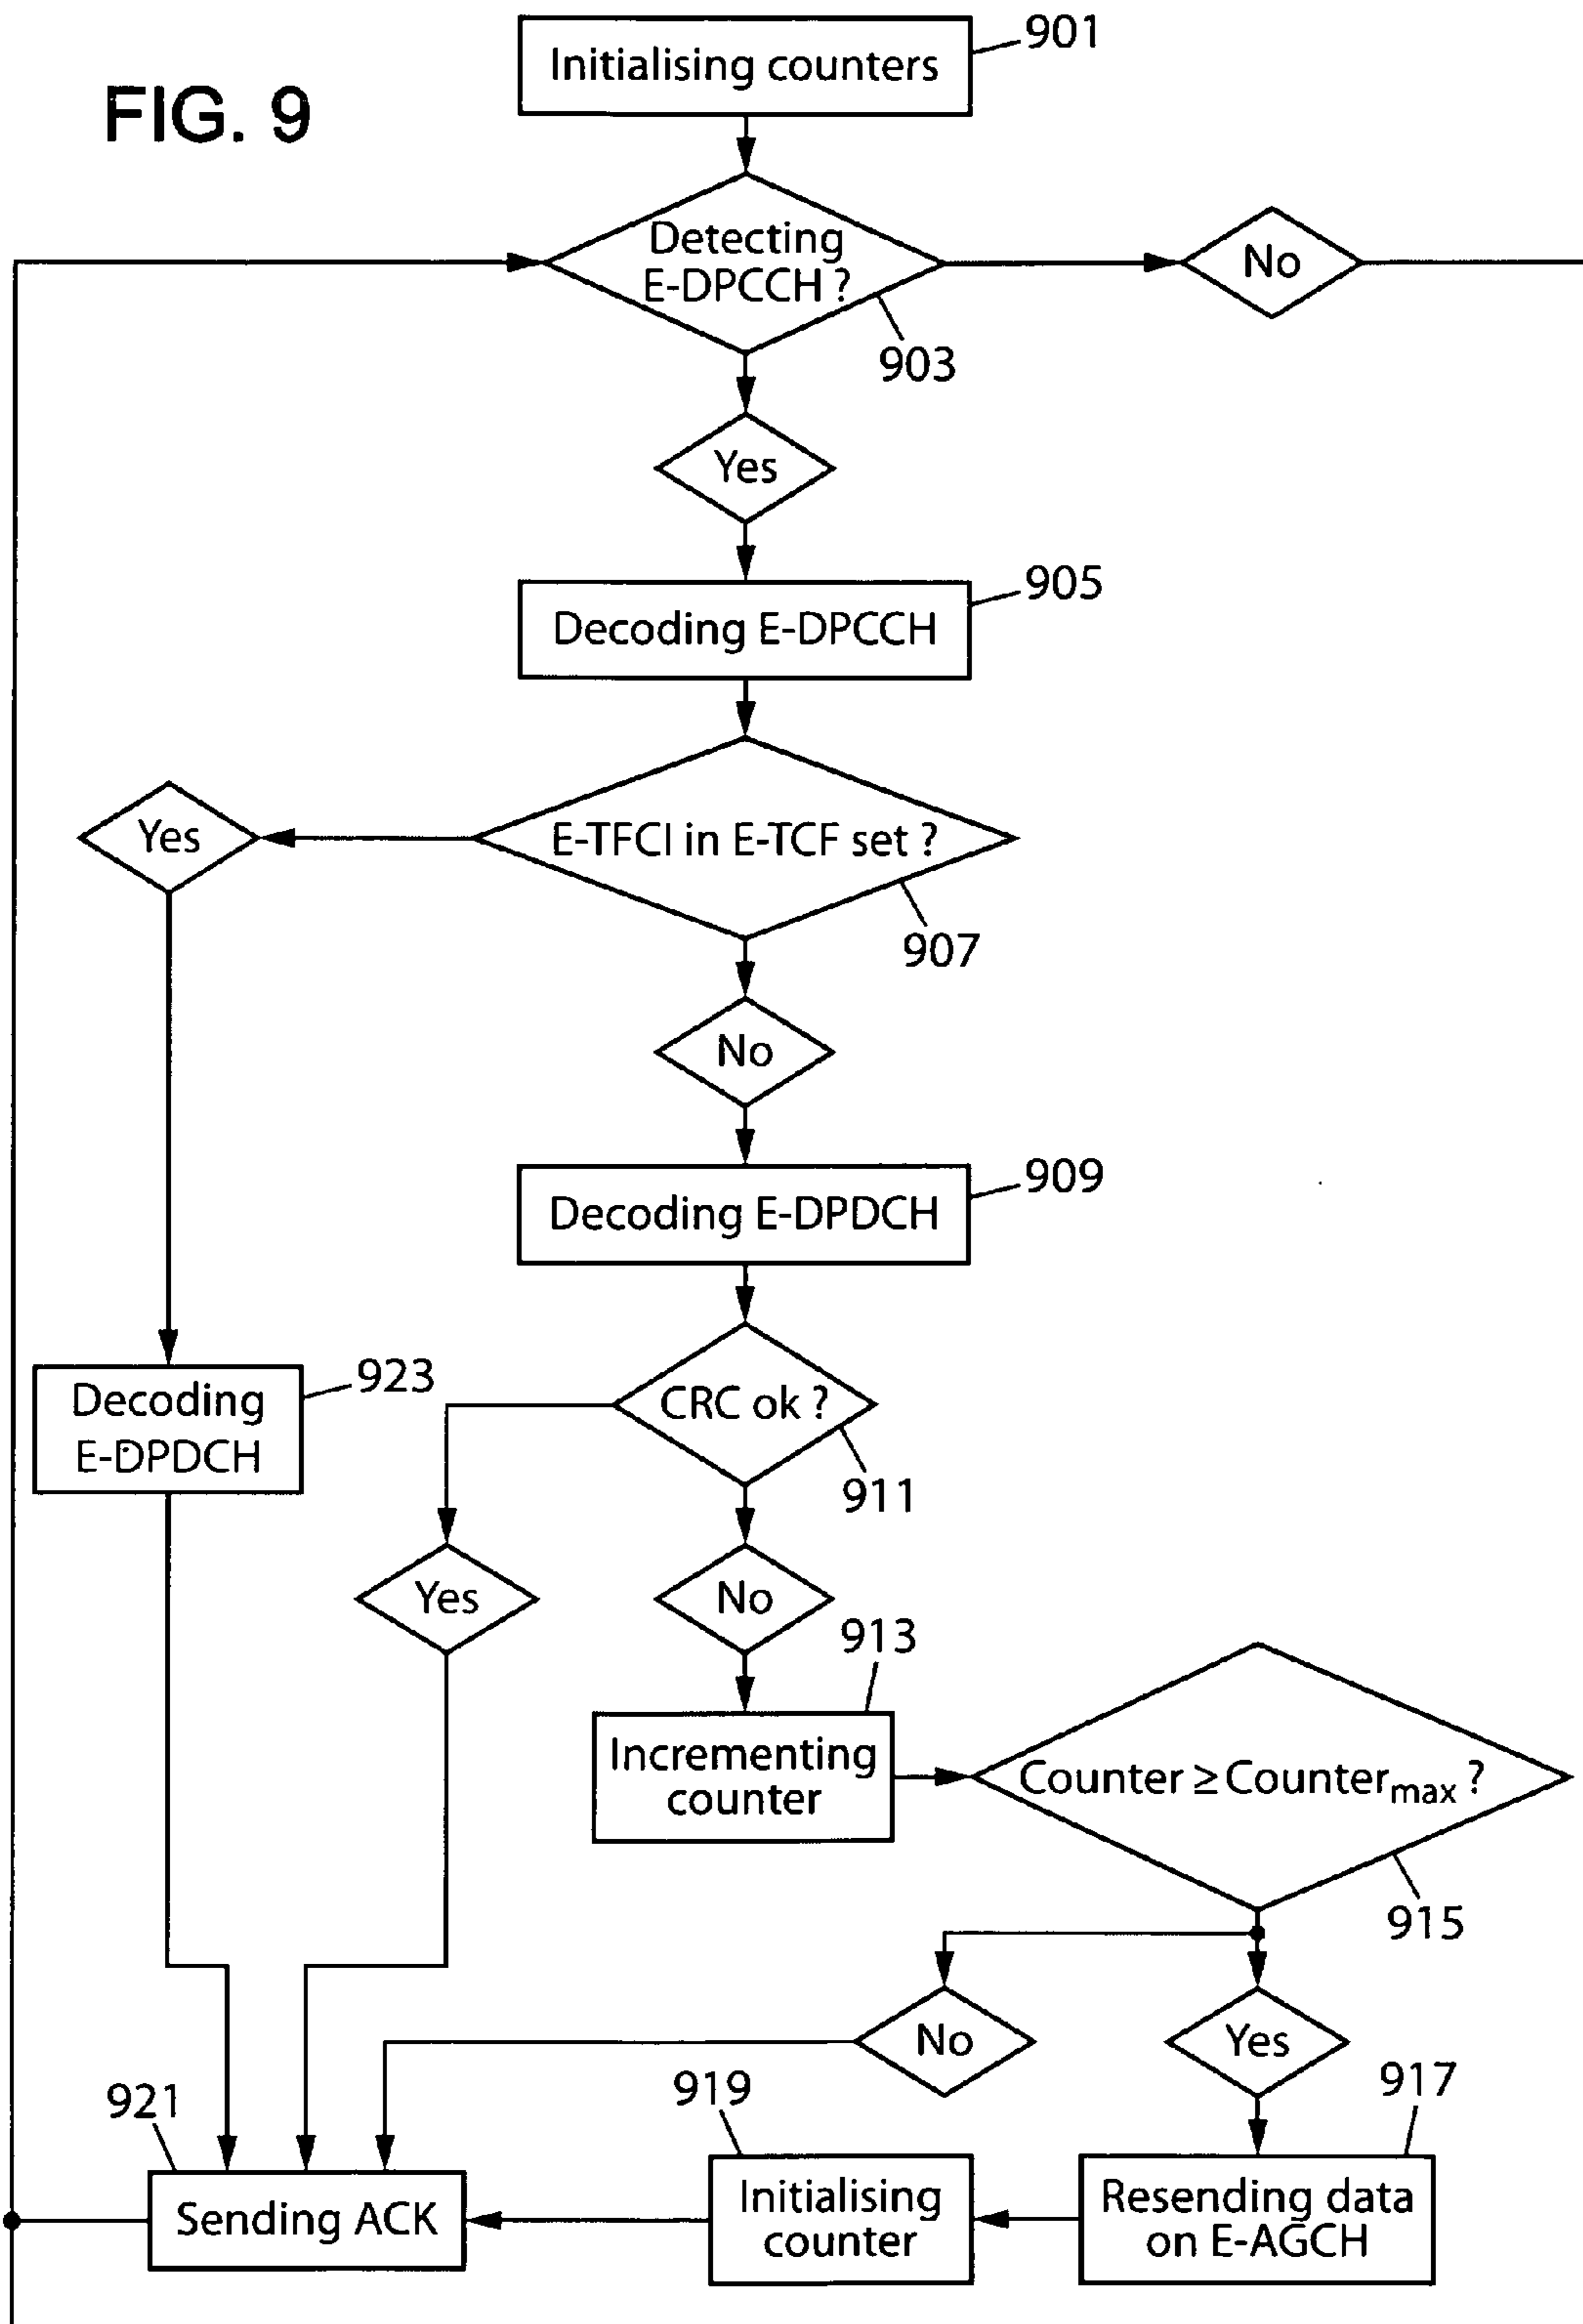 FIG. 9
Initialising counters
901
Detecting
E-DPCCH ?
903
No
Yes
905
Decoding E-DPCCH
Yes
E-TFCI in E-TCF set ?
907
No
909
Decoding E-DPDCH
923
Decoding
E-DPDCH
CRC ok ?
911
Yes
No
913
Incrementing
counter
Counter ≥ Countermax ?
915
No
Yes
921
919
917
Sending ACK
Initialising
counter
Resending data
on E-AGCH